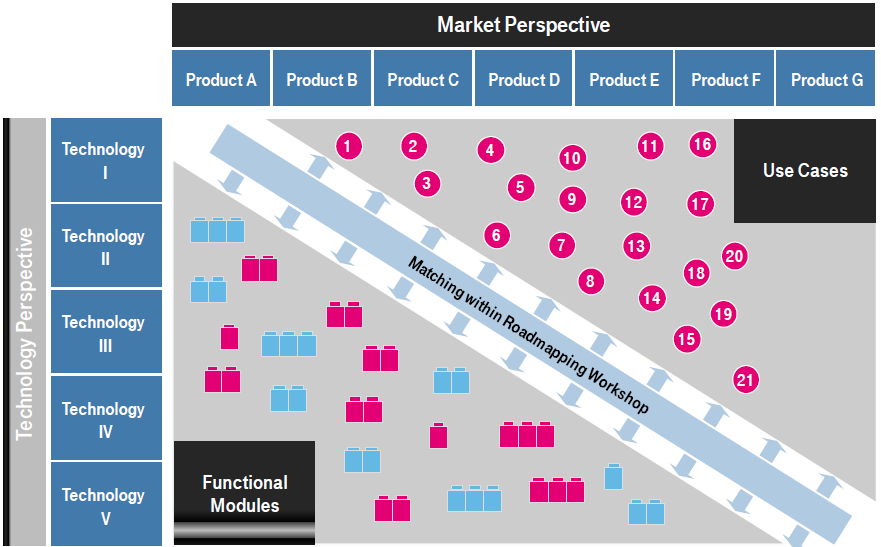 Market Perspective
Product A
Product B
Product C
Product D
Product E
Product F
Product G
Technology Perspective
Technology
I
Technology
II
Technology
III
Technology
IV
Technology
V
1
2
4
10
11
16
3
5
9
12
17
6
7
13
20
8
18
14
19
15
21
Use Cases
Matching within Roadmapping Workshop
Functional
Modules